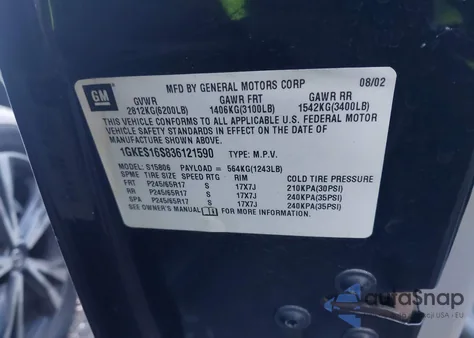 GM
MFD BY GENERAL MOTORS CORP 08/02
GVWR GAWR FRT GAWR RR
2812KG(6200LB) 1406KG(3100LB) 1542KG(3400LB)
THIS VEHICLE CONFORMS TO ALL APPLICABLE U.S. FEDERAL MOTOR
VEHICLE SAFETY STANDARDS IN EFFECT ON THE DATE OF
MANUFACTURE SHOWN ABOVE.
1GKES16S836121590 TYPE: M.P.V.
MODEL: S15806 PAYLOAD = 564KG(1243LB)
SPME TIRE SIZE SPEED RTG RIM COLD TIRE PRESSURE
FRT P245/65R17 S 17X7J 210KPA(30PSI)
RR P245/65R17 S 17X7J 240KPA(35PSI)
SPA P245/65R17 S 17X7J 240KPA(35PSI)
SEE OWNER'S MANUAL FOR MORE INFORMATION.
auraSnap
USA - EU